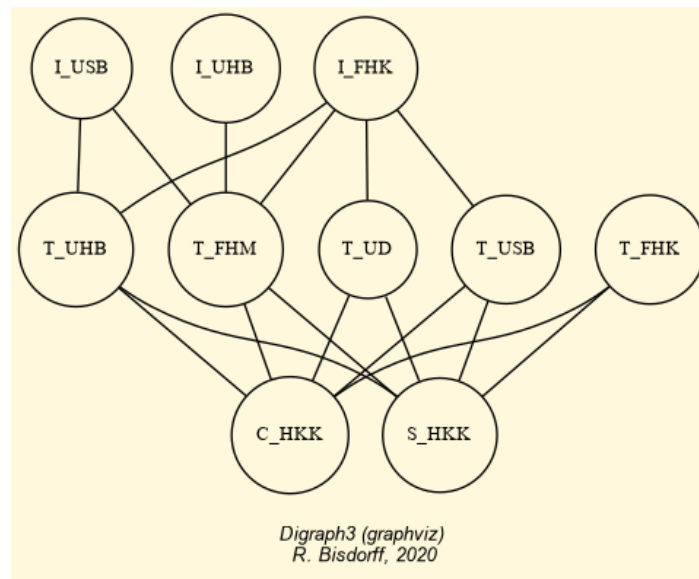 I_USB
I_UHB
I_FHK
T_UHB
T_FHM
T_UD
T_USB
T_FHK
C_HKK
S_HKK
Digraph3 (graphviz)
R. Bisdorff, 2020